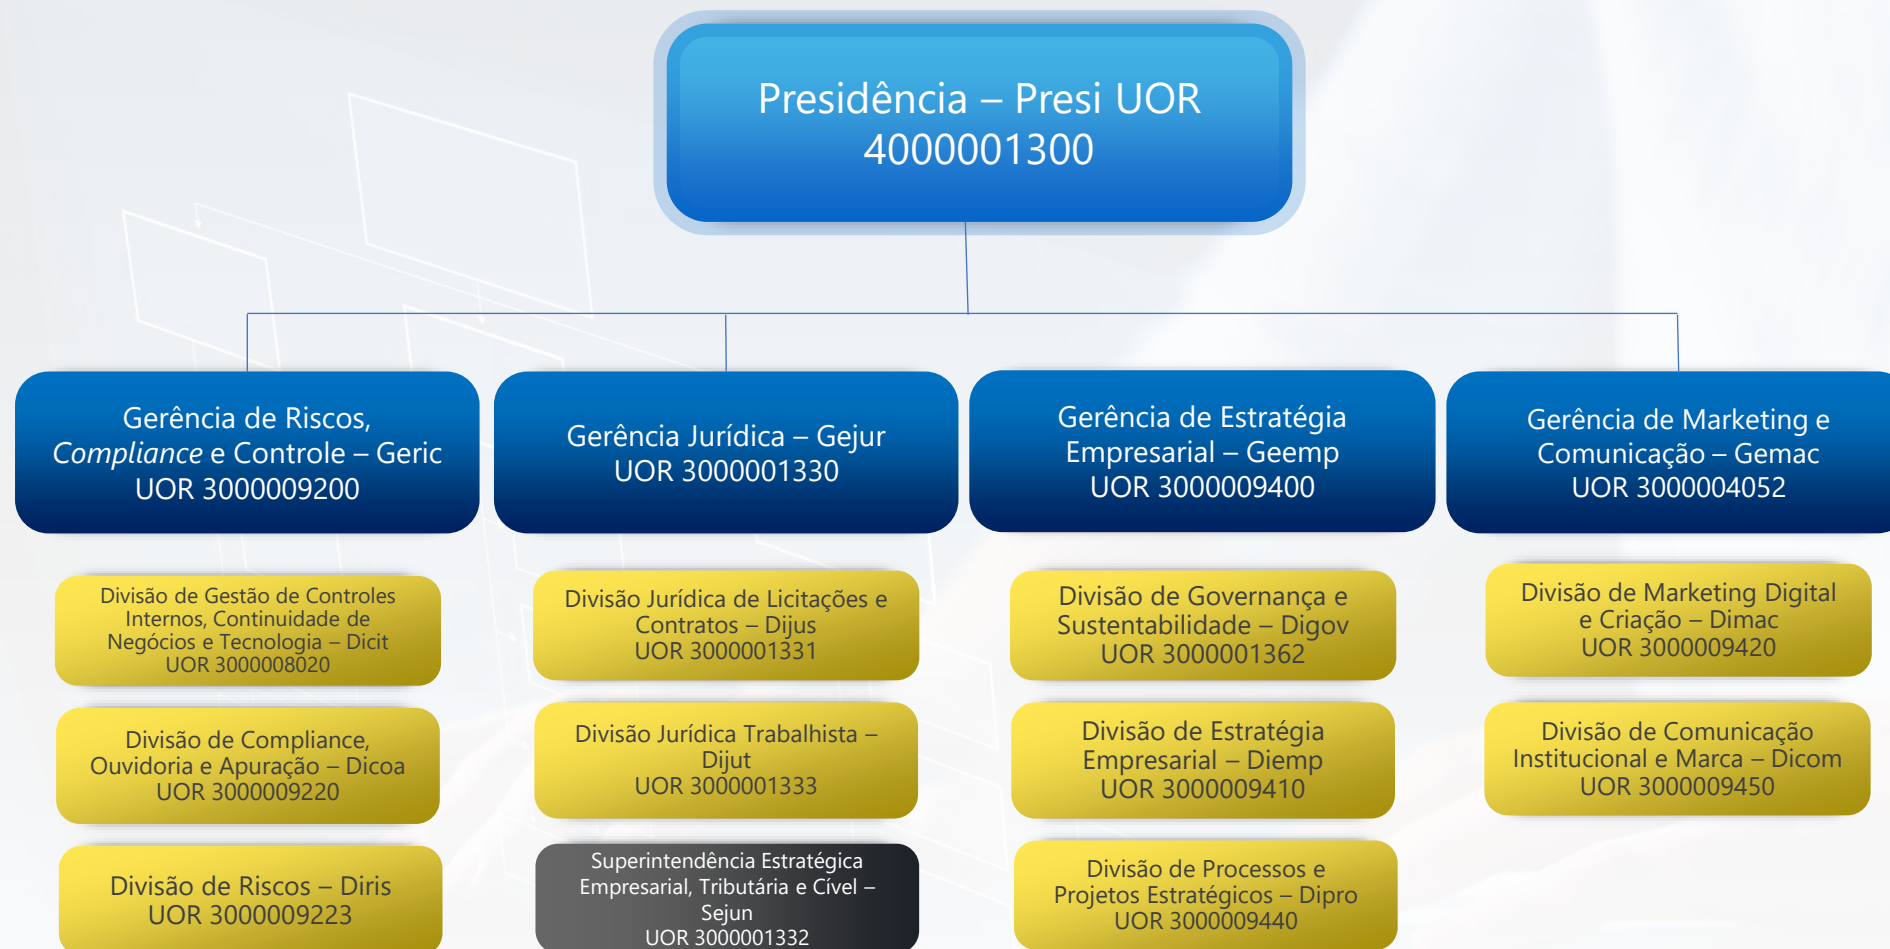 Presidência – Presi UOR
4000001300
Gerência de Riscos,
Compliance e Controle – Geric
UOR 3000009200
Gerência Jurídica – Gejur
UOR 3000001330
Gerência de Estratégia
Empresarial – Geemp
UOR 3000009400
Gerência de Marketing e
Comunicação – Gemac
UOR 3000004052
Divisão de Gestão de Controles
Internos, Continuidade de
Negócios e Tecnologia – Dicit
UOR 3000008020
Divisão Jurídica de Licitações e
Contratos – Dijus
UOR 3000001331
Divisão de Governança e
Sustentabilidade – Digov
UOR 3000001362
Divisão de Marketing Digital
e Criação – Dimac
UOR 3000009420
Divisão de Compliance,
Ouvidoria e Apuração – Dicoa
UOR 3000009220
Divisão Jurídica Trabalhista –
Dijut
UOR 3000001333
Divisão de Estratégia
Empresarial – Diemp
UOR 3000009410
Divisão de Comunicação
Institucional e Marca – Dicom
UOR 3000009450
Divisão de Riscos – Diris
UOR 3000009223
Superintendência Estratégica
Empresarial, Tributária e Cível –
Sejun
UOR 3000001332
Divisão de Processos e
Projetos Estratégicos – Dipro
UOR 3000009440